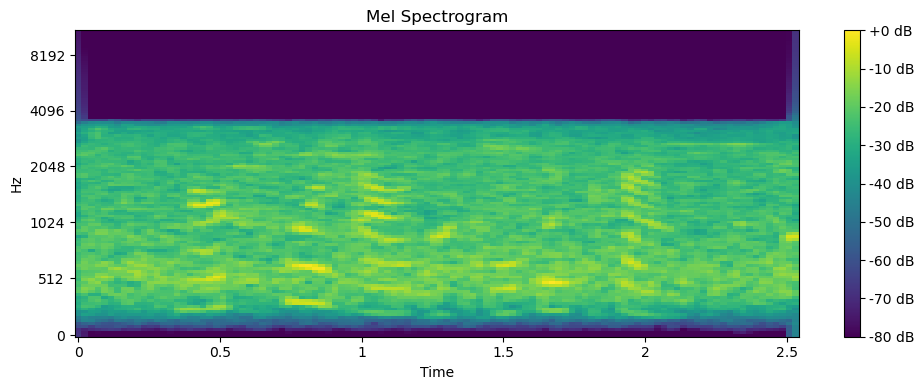 Mel Spectrogram
Hz
8192
4096
2048
1024
512
0
0
0.5
1
1.5
2
2.5
Time
+0 dB
-10 dB
-20 dB
-30 dB
-40 dB
-50 dB
-60 dB
-70 dB
-80 dB